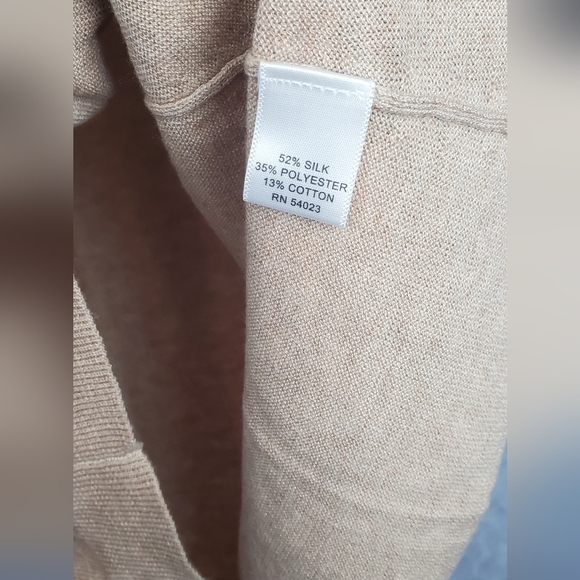 52% SILK
35% POLYESTER
13% COTTON
RN 54023